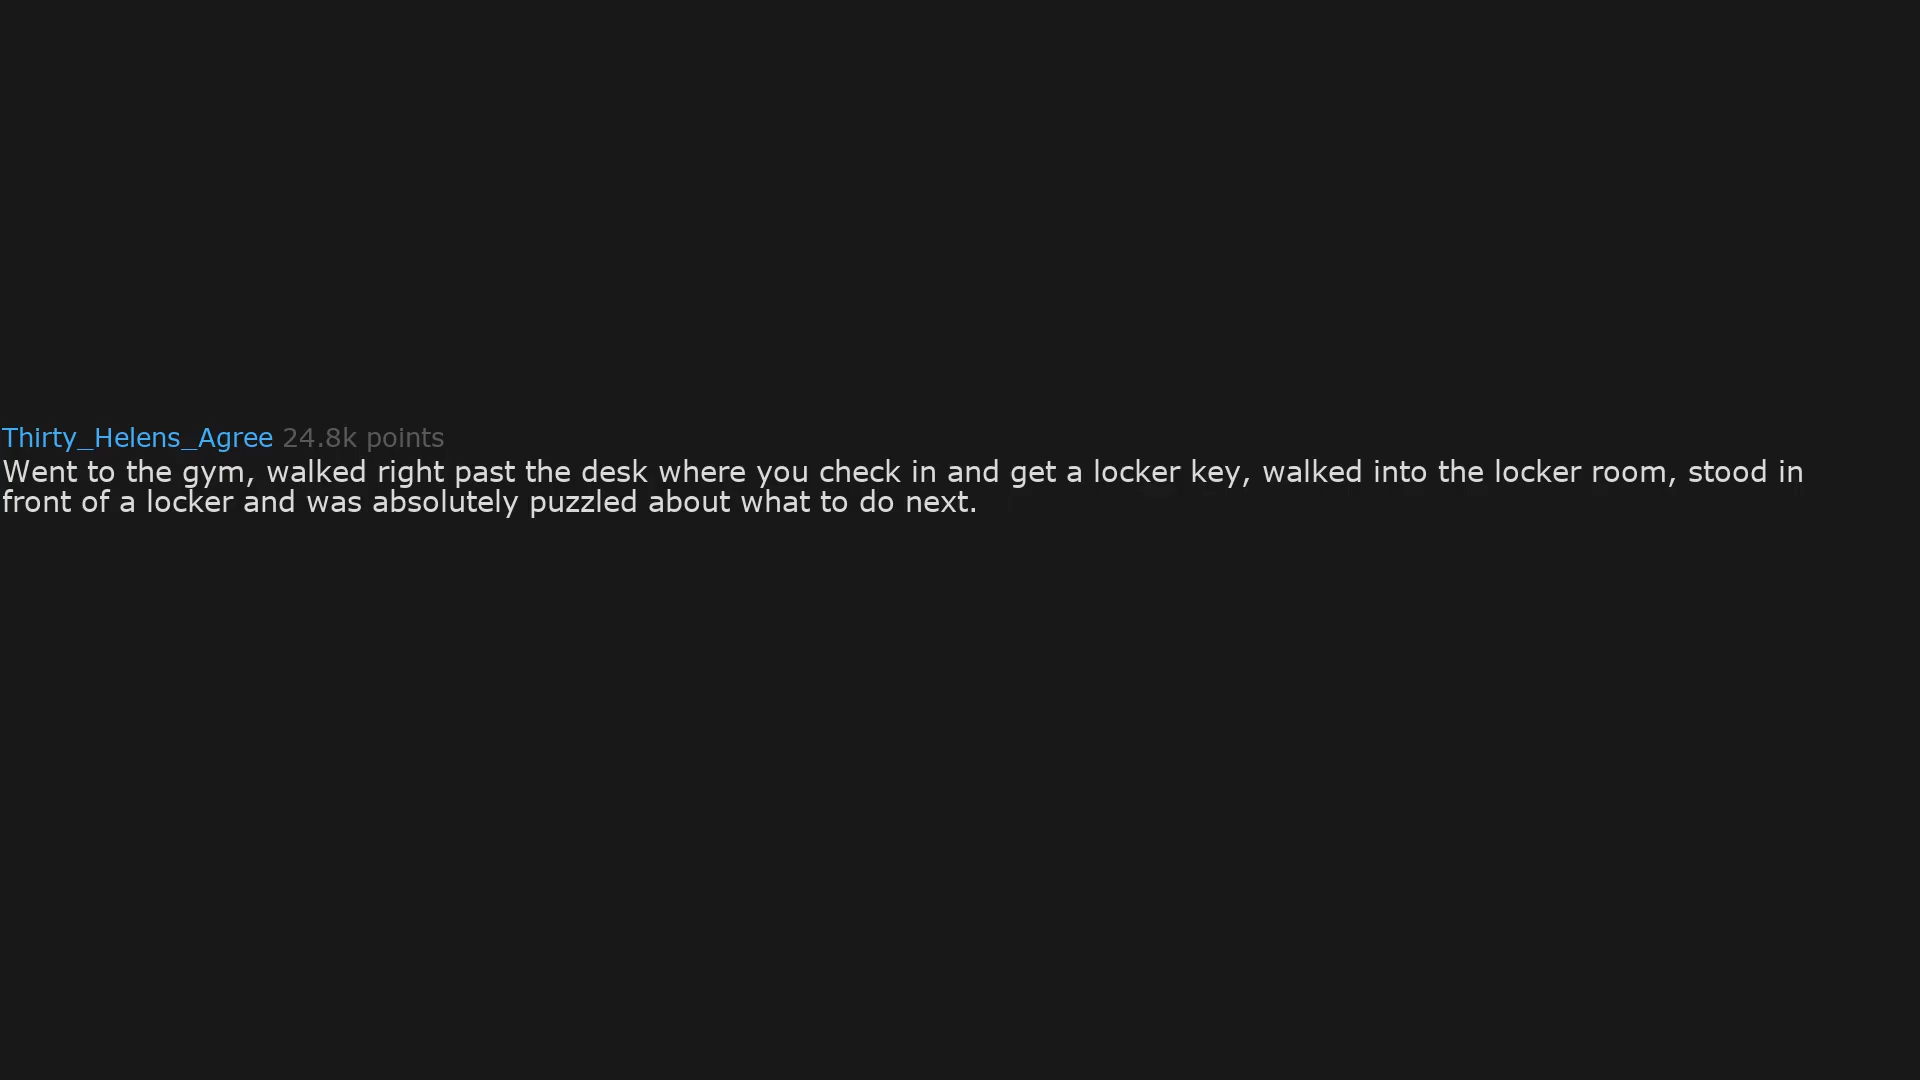 Thirty_Helens_Agree 24.8k points
Went to the gym, walked right past the desk where you check in and get a locker key, walked into the locker room, stood in
front of a locker and was absolutely puzzled about what to do next.